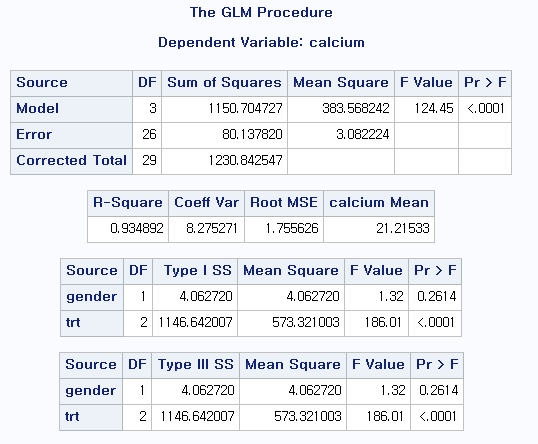 The GLM Procedure
Dependent Variable: calcium
Source DF Sum of Squares Mean Square F Value Pr > F
Model 3 1150.704727 383.568242 124.45 <.0001
Error 26 80.137820 3.082224
Corrected Total 29 1230.842547
R-Square Coeff Var Root MSE calcium Mean
0.934892 8.275271 1.755626 21.21533
Source DF Type I SS Mean Square F Value Pr > F
gender 1 4.062720 4.062720 1.32 0.2614
trt 2 1146.642007 573.321003 186.01 <.0001
Source DF Type III SS Mean Square F Value Pr > F
gender 1 4.062720 4.062720 1.32 0.2614
trt 2 1146.642007 573.321003 186.01 <.0001